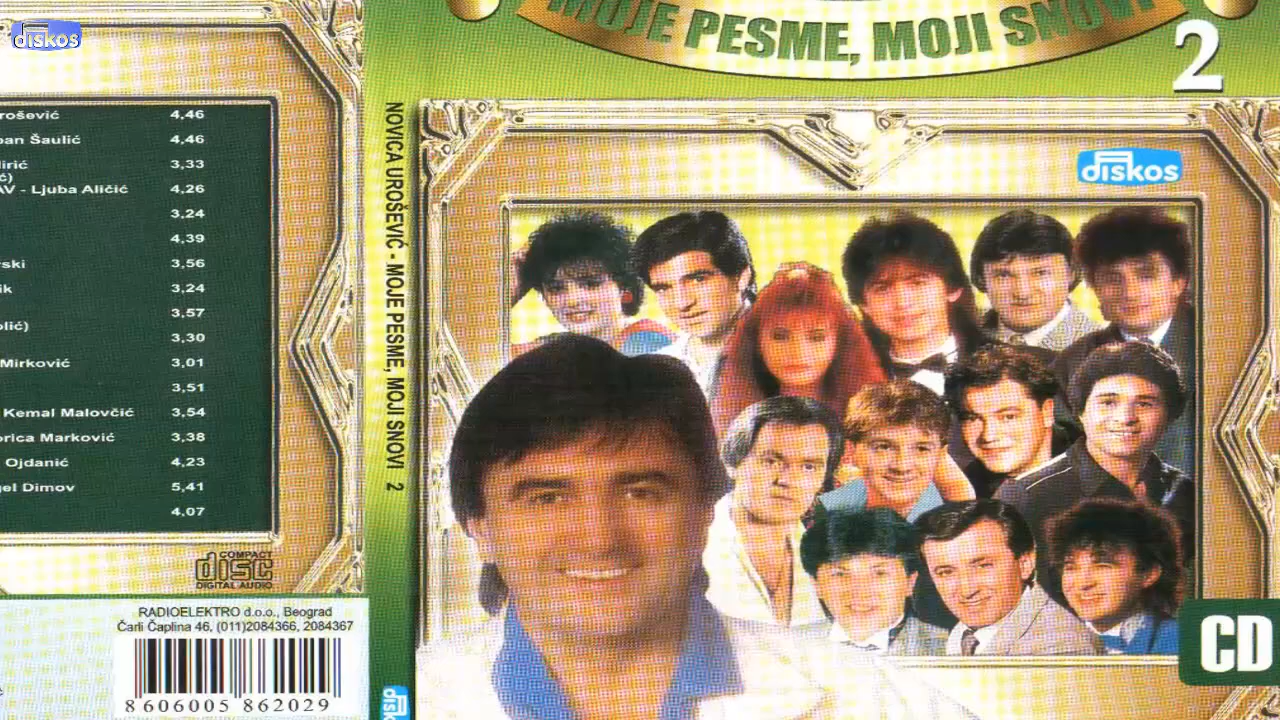 diskos
MOJE PESME, MOJI SNOVI
2
rošević 4,46
ban Šaulić 4,46
irić 3,33
ć)
AV - Ljuba Aličić 4,26
3,24
4,39
rski 3,56
ik 3,24
3,57
olić)
3,30
Mirković 3,01
3,51
Kemal Malovčić 3,54
orica Marković 3,38
Ojdanić 4,23
gel Dimov 5,41
4,07
COMPACT
disc
DIGITAL AUDIO
RADIOELEKTRO d.o.o., Beograd
Čarli Čaplina 46, (011)2084366, 2084367
8606005 862029
NOVICA UROŠEVIĆ - MOJE PESME, MOJI SNOVI 2
diskos
diskos
CD